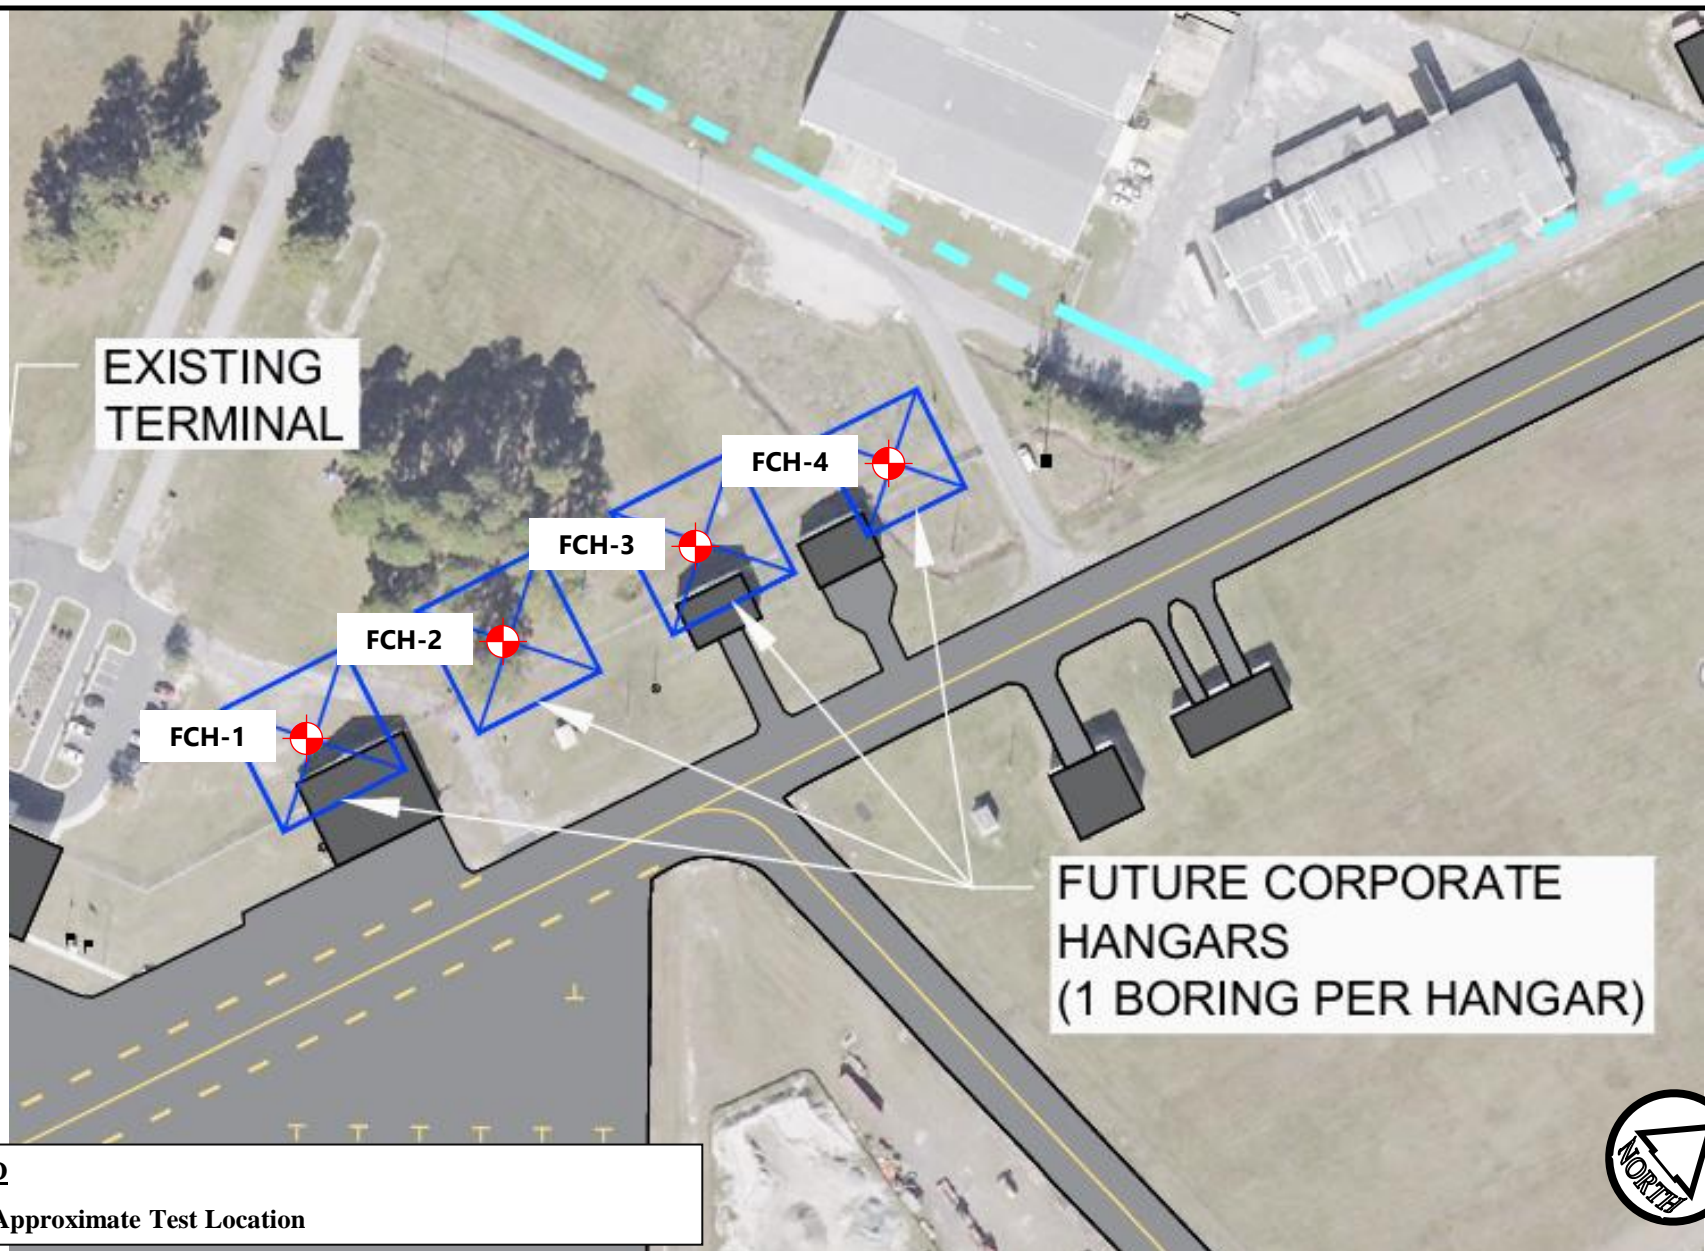 EXISTING
TERMINAL
FCH-4
FCH-3
FCH-2
FCH-1
FUTURE CORPORATE
HANGARS
(1 BORING PER HANGAR)
NORTH
Approximate Test Location